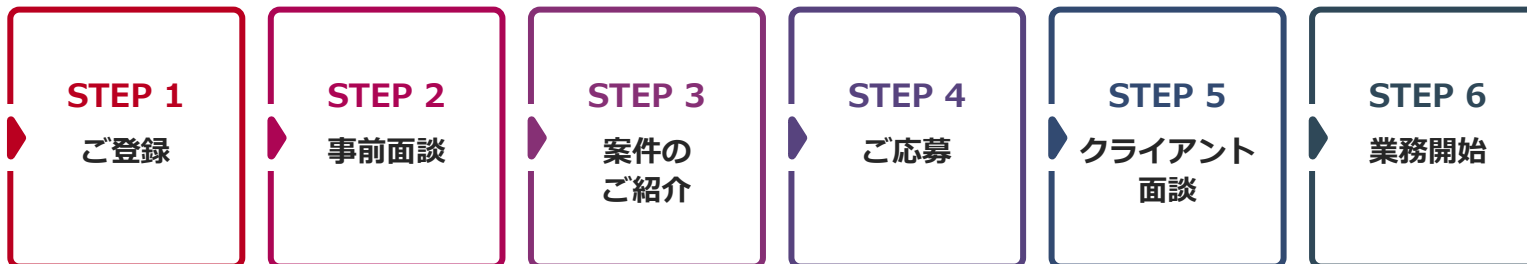 STEP 1
ご登録
STEP 2
事前面談
STEP 3
案件の
ご紹介
STEP 4
ご応募
STEP 5
クライアント
面談
STEP 6
業務開始